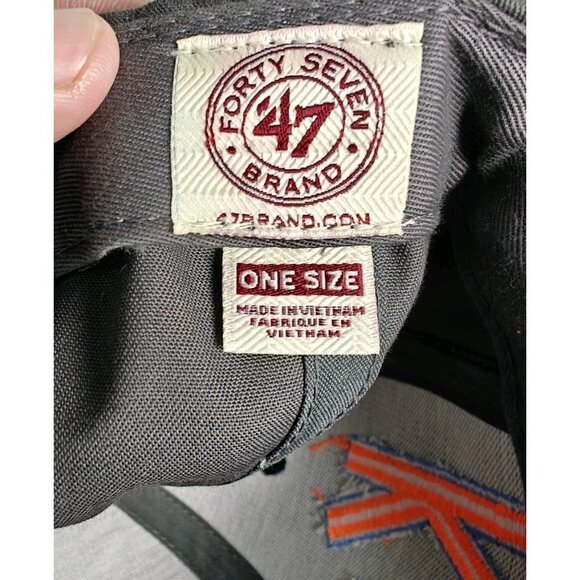 FORTY SEVEN
'47
BRAND
47BRAND.COM
ONE SIZE
MADE IN VIETNAM
FABRIQUE EN
VIETNAM